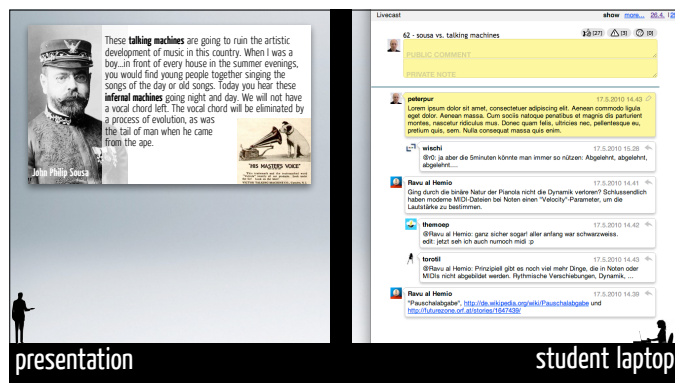 These talking machines are going to ruin the artistic
development of music in this country. When I was a
boy...in front of every house in the summer evenings,
you would find young people together singing the
songs of the day or old songs. Today you hear these
infernal machines going night and day. We will not have
a vocal chord left. The vocal chord will be eliminated by
a process of evolution, as was
the tail of man when he came
from the ape.
"HIS MASTER'S VOICE"
John Philip Sousa
presentation
Livecast
show more... 26.4,
62 - sousa vs. talking machines
[27] [3] [0]
PUBLIC COMMENT
PRIVATE NOTE
peterpur 17.5.2010 14.43
Lorem ipsum dolor sit amet, consectetuer adipiscing elit. Aenean commodo ligula
eget dolor. Aenean massa. Cum sociis natoque penatibus et magnis dis parturient
montes, nascetur ridiculus mus. Donec quam felis, ultricies nec, pellentesque eu,
pretium quis, sem. Nulla consequat massa quis enim.
wischi 17.5.2010 15.28
@r0: ja aber die 5minuten könnte man immer so nützen: Abgelehnt, abgelehnt,
abgelehnt....
Ravu al Hemio 17.5.2010 14.41
Ging durch die binäre Natur der Pianola nicht die Dynamik verloren? Schlussendlich
haben moderne MIDI-Dateien bei Noten einen "Velocity"-Parameter, um die
Lautstärke zu bestimmen.
themoep 17.5.2010 14.42
@Ravu al Hemio: ganz sicher sogar! aller anfang war schwarzweiss.
edit: jetzt seh ich auch numoch midi :p
torotil 17.5.2010 14.43
@Ravu al Hemio: Prinzipiell gibt es noch viel mehr Dinge, die in Noten oder
MIDIs nicht abgebildet werden. Rythmische Verschiebungen, Dynamik, ...
Ravu al Hemio 17.5.2010 14.39
"Pauschalabgabe", http://de.wikipedia.org/wiki/Pauschalabgabe und
http://futurezone.orf.at/stories/1647439/
student laptop